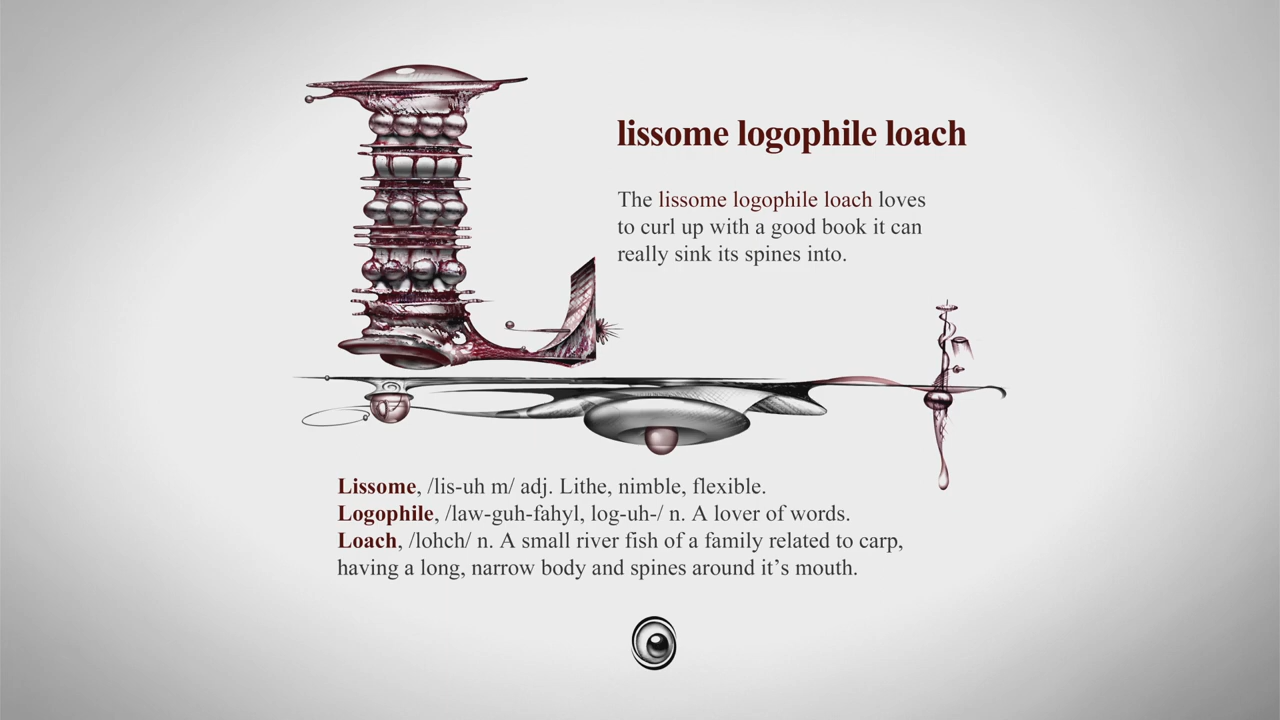 L
lissome logophile loach
The lissome logophile loach loves
to curl up with a good book it can
really sink its spines into.
Lissome, /lis-uh m/ adj. Lithe, nimble, flexible.
Logophile, /law-guh-fahyl, log-uh-/ n. A lover of words.
Loach, /lohch/ n. A small river fish of a family related to carp,
having a long, narrow body and spines around it’s mouth.